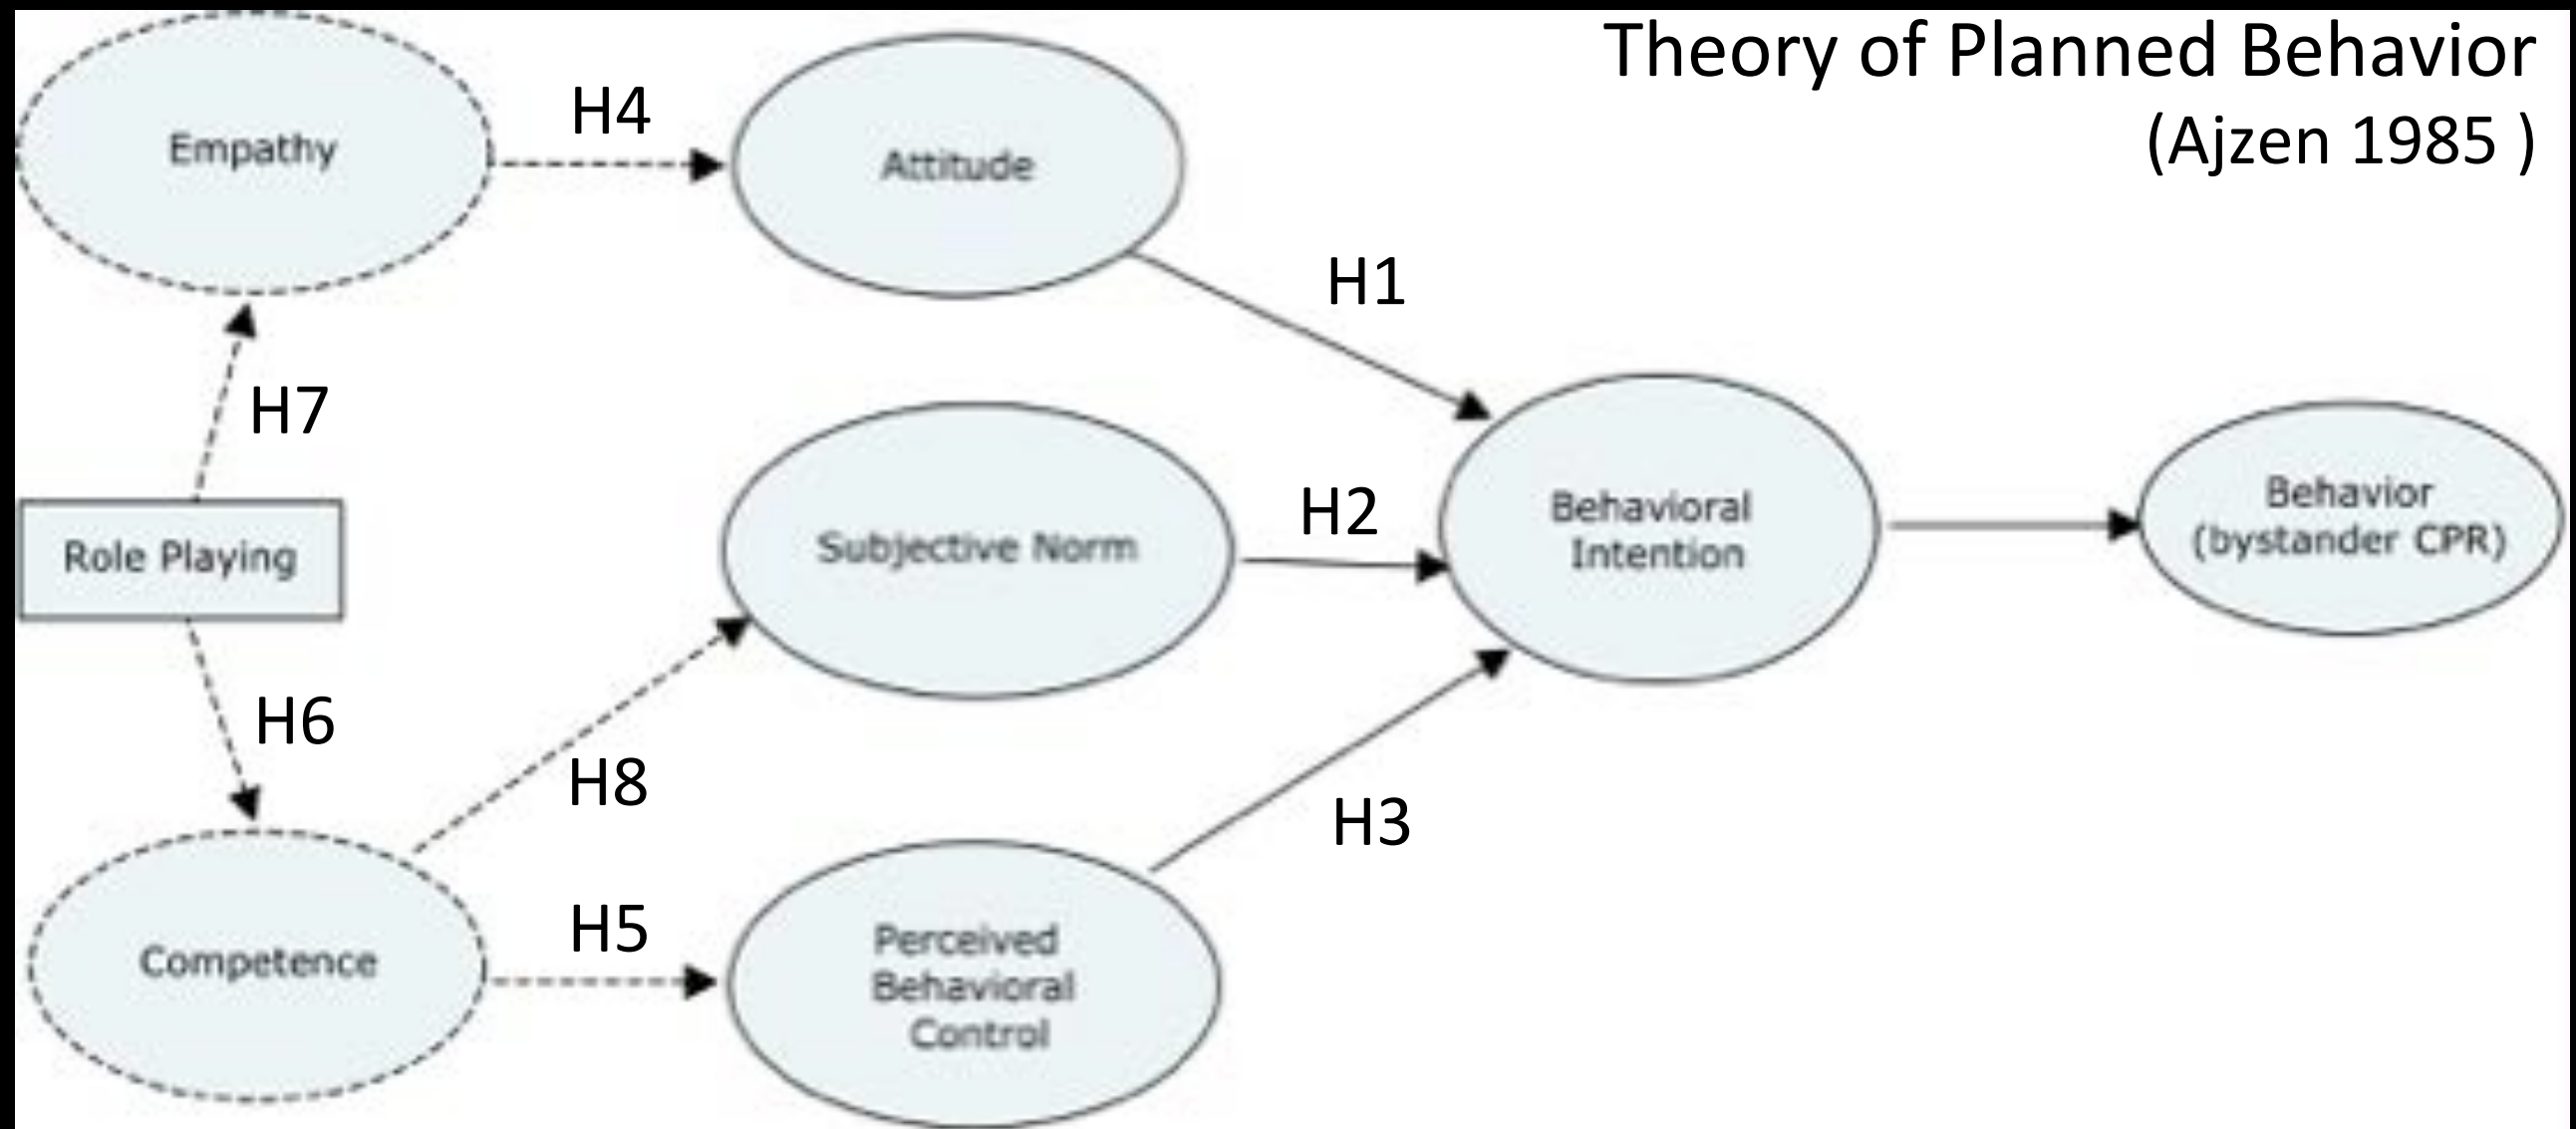 Theory of Planned Behavior
(Ajzen 1985 )
Empathy
H4
Attitude
H1
H7
Role Playing
Subjective Norm
H2
Behavioral
Intention
Behavior
(bystander CPR)
H6
H8
H3
Competence
H5
Perceived
Behavioral
Control